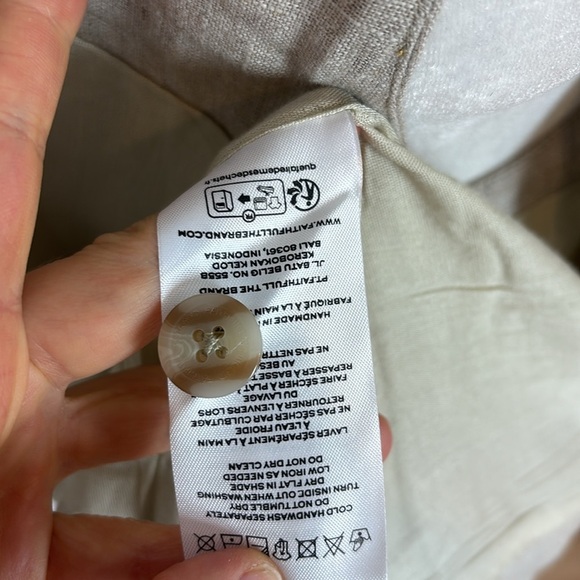 COLD HANDWASH SEPARATELY
DO NOT TUMBLE DRY
TURN INSIDE OUT WHEN WASHING
DRY FLAT IN SHADE
LOW IRON AS NEEDED
DO NOT DRY CLEAN
LAVER SÉPARÉMENT À LA MAIN
À L'EAU FROIDE
NE PAS SÉCHER PAR CULBUTAGE
RETOURNER À L'ENVERS LORS
DU LAVAGE
FAIRE SÉCHER À PLAT À
REPASSER À BASSE
AU BES
NE PAS
HANDMADE IN
FABRIQUÉ À LA MAIN
PT.FAITHFULL THE BRAND
JL. BATU BELIG NO. 555B
KEROBOKAN KELOD
BALI 80361, INDONESIA
WWW.FAITHFULLTHEBRAND.COM
quefairedemesdechets.fr